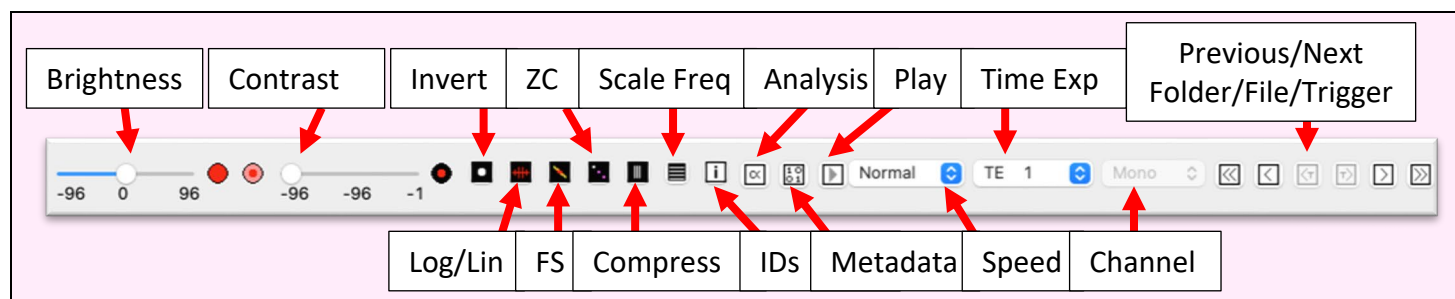 Brightness
Contrast
Invert
ZC
Scale Freq
Analysis
Play
Time Exp
Previous/Next
Folder/File/Trigger
-96 0 96
-96 -96 -1
i
α
Normal
TE 1
Mono
<T
T>
Log/Lin
FS
Compress
IDs
Metadata
Speed
Channel